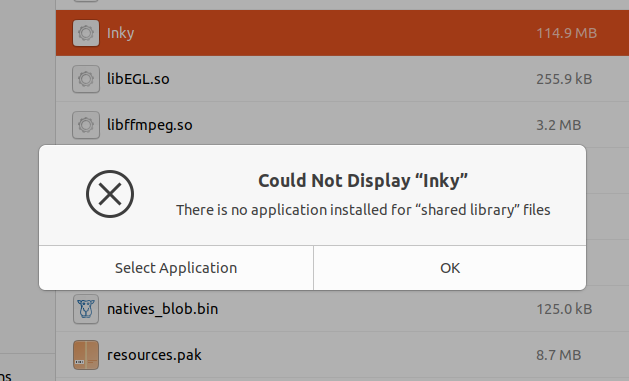 Inky 114.9 MB
libEGL.so 255.9 kB
libffmpeg.so 3.2 MB
Could Not Display “Inky”
There is no application installed for “shared library” files
Select Application OK
natives_blob.bin 125.0 kB
resources.pak 8.7 MB